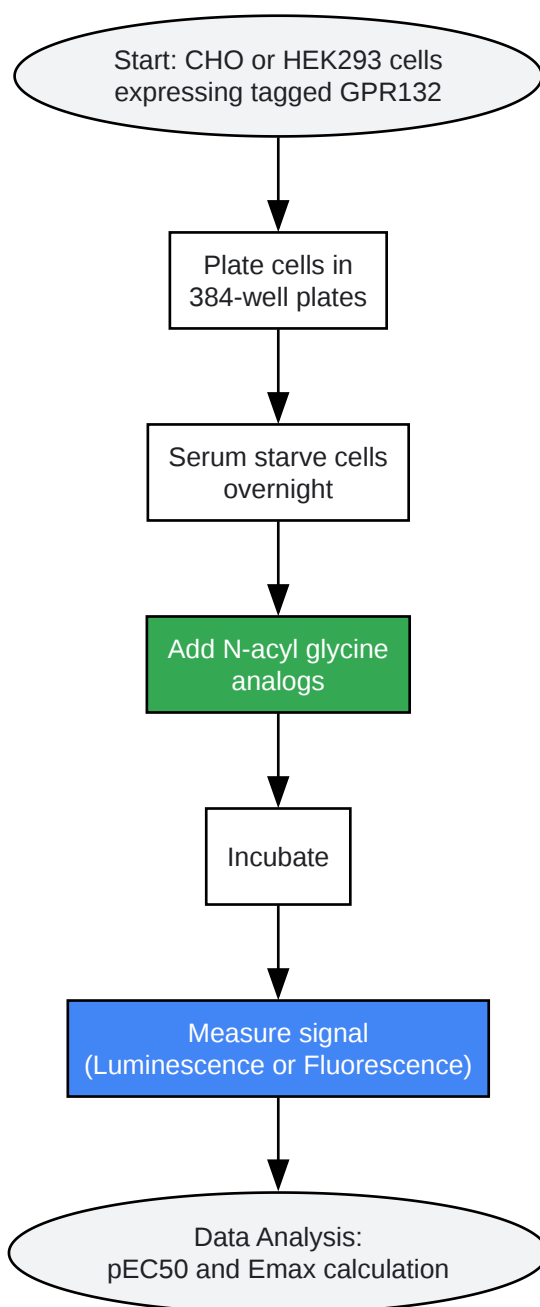 Start: CHO or HEK293 cells
expressing tagged GPR132
Plate cells in
384-well plates
Serum starve cells
overnight
Add N-acyl glycine
analogs
Incubate
Measure signal
(Luminescence or Fluorescence)
Data Analysis:
pEC50 and Emax calculation